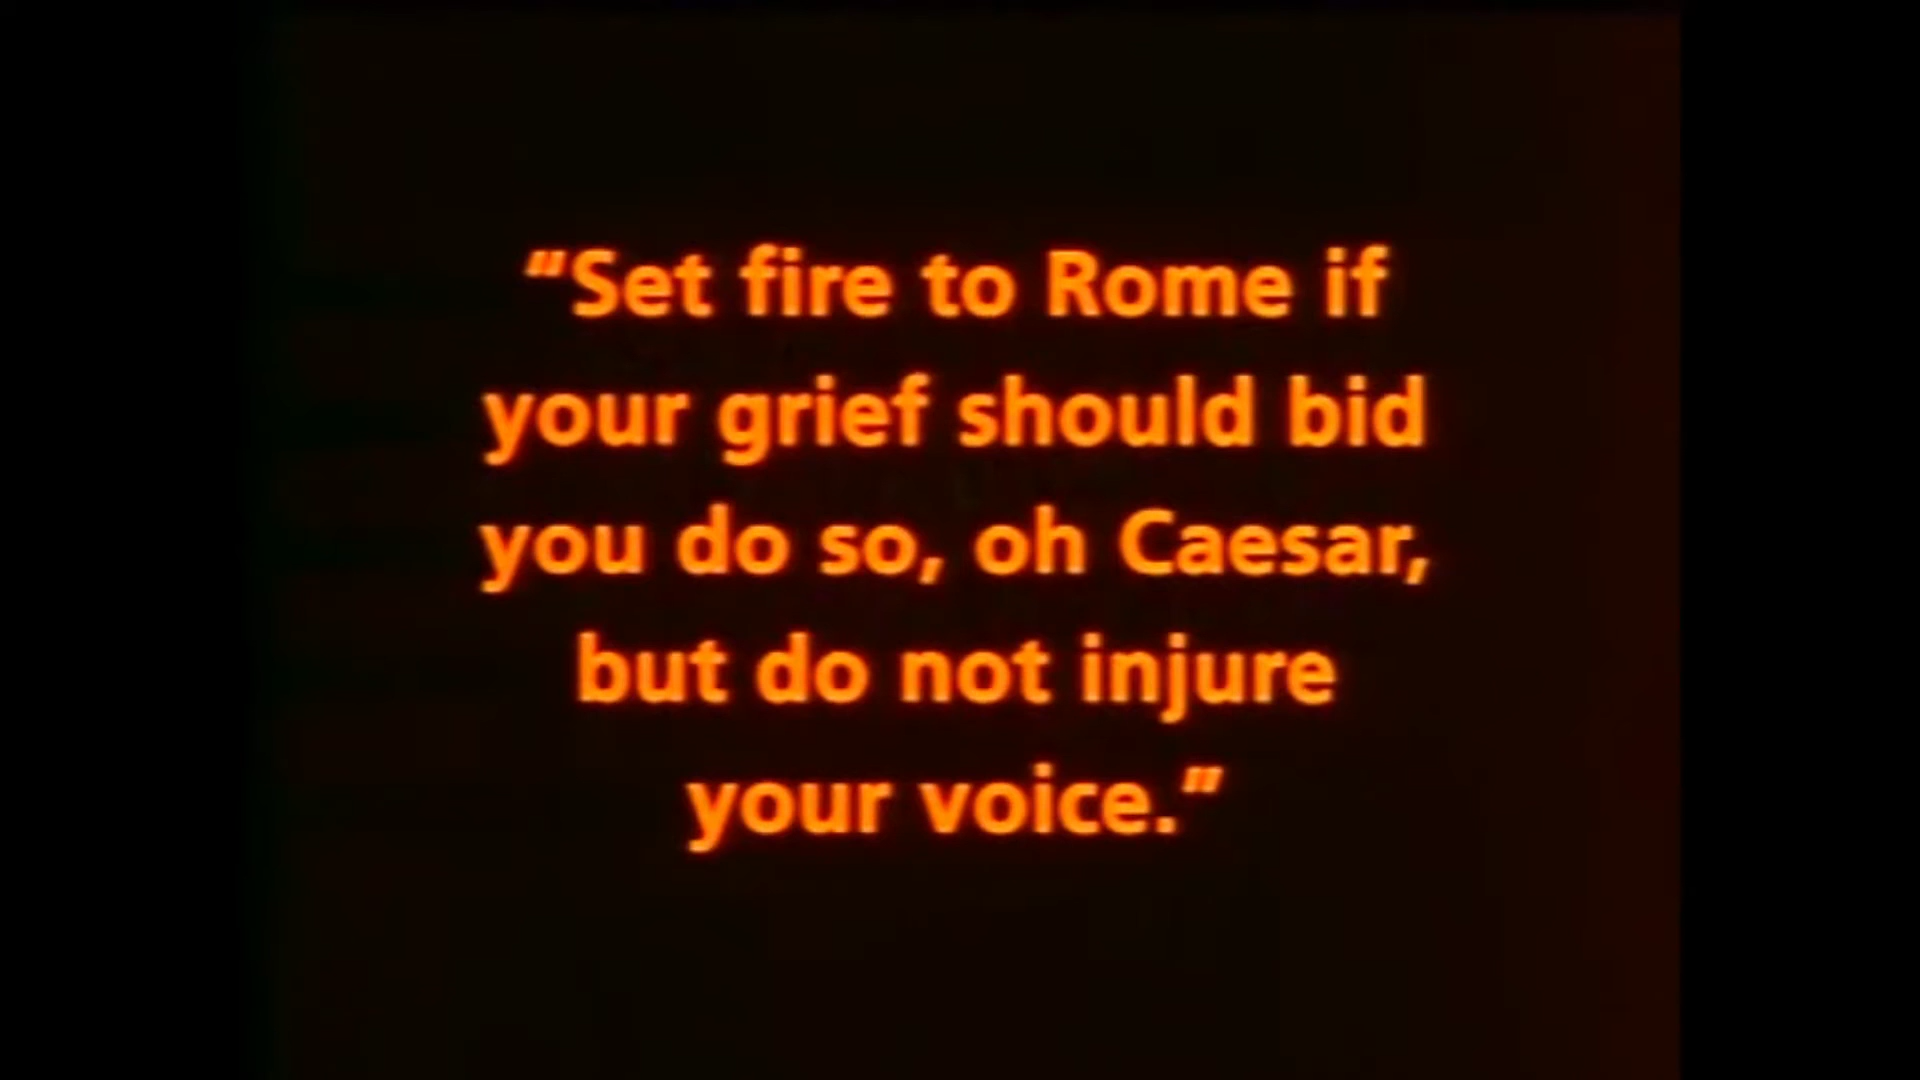 “Set fire to Rome if
your grief should bid
you do so, oh Caesar,
but do not injure
your voice.”